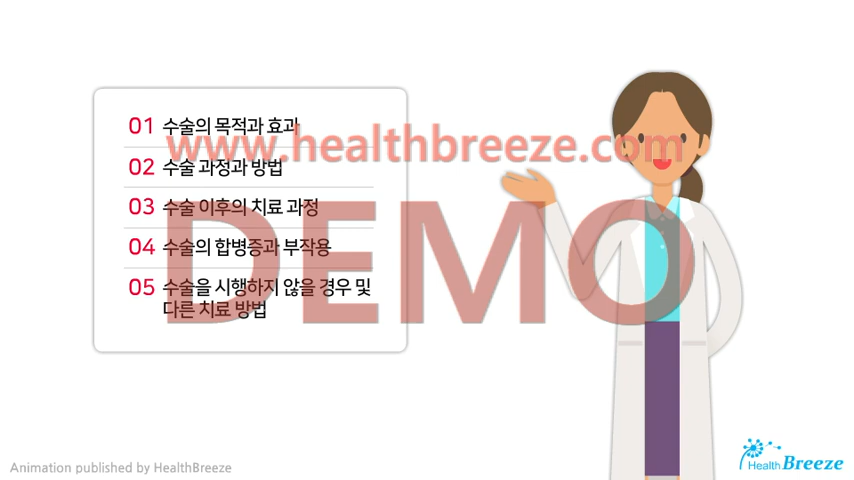 01 수술의 목적과 효과
www.healthbreeze.com
02 수술 과정과 방법
03 수술 이후의 치료 과정
DEMO
04 수술의 합병증과 부작용
05 수술을 시행하지 않을 경우 및
다른 치료 방법
Animation published by HealthBreeze
Health Breeze